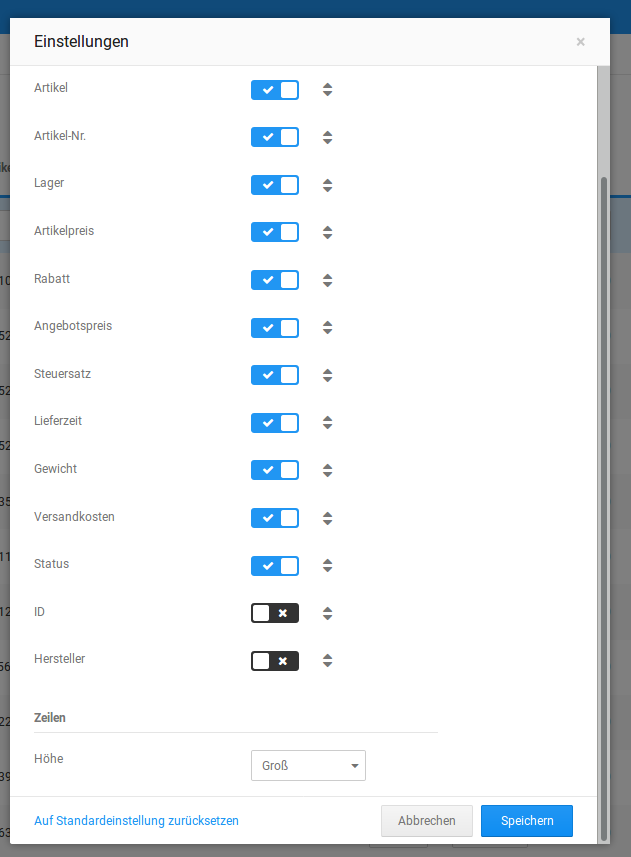 Einstellungen
Artikel
Artikel-Nr.
Lager
Artikelpreis
Rabatt
Angebotspreis
Steuersatz
Lieferzeit
Gewicht
Versandkosten
Status
ID
Hersteller
Zeilen
Höhe
Groß
Auf Standardeinstellung zurücksetzen
Abbrechen
Speichern